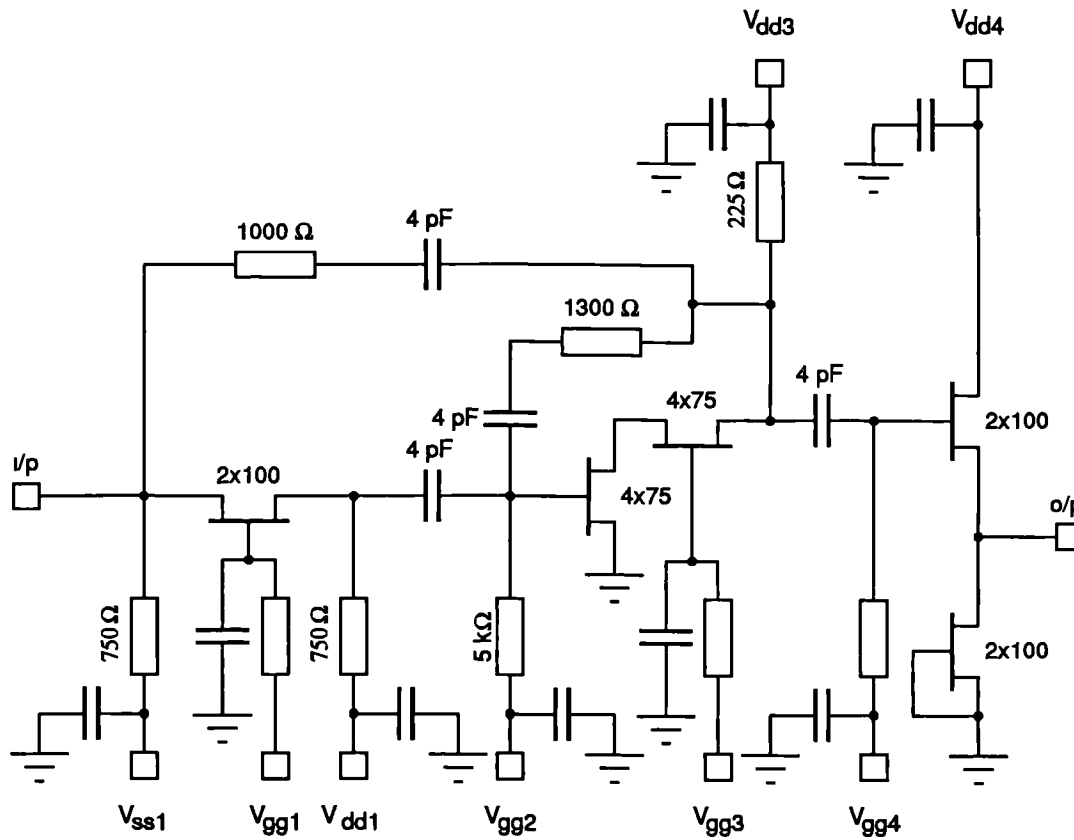 Vdd3
Vdd4
225 Ω
4 pF
1000 Ω
1300 Ω
4 pF
4x75
4 pF
4 pF
2x100
ı/p
2x100
4x75
o/p
750 Ω
750 Ω
5 kΩ
2x100
Vss1
Vgg1
Vdd1
Vgg2
Vgg3
Vgg4